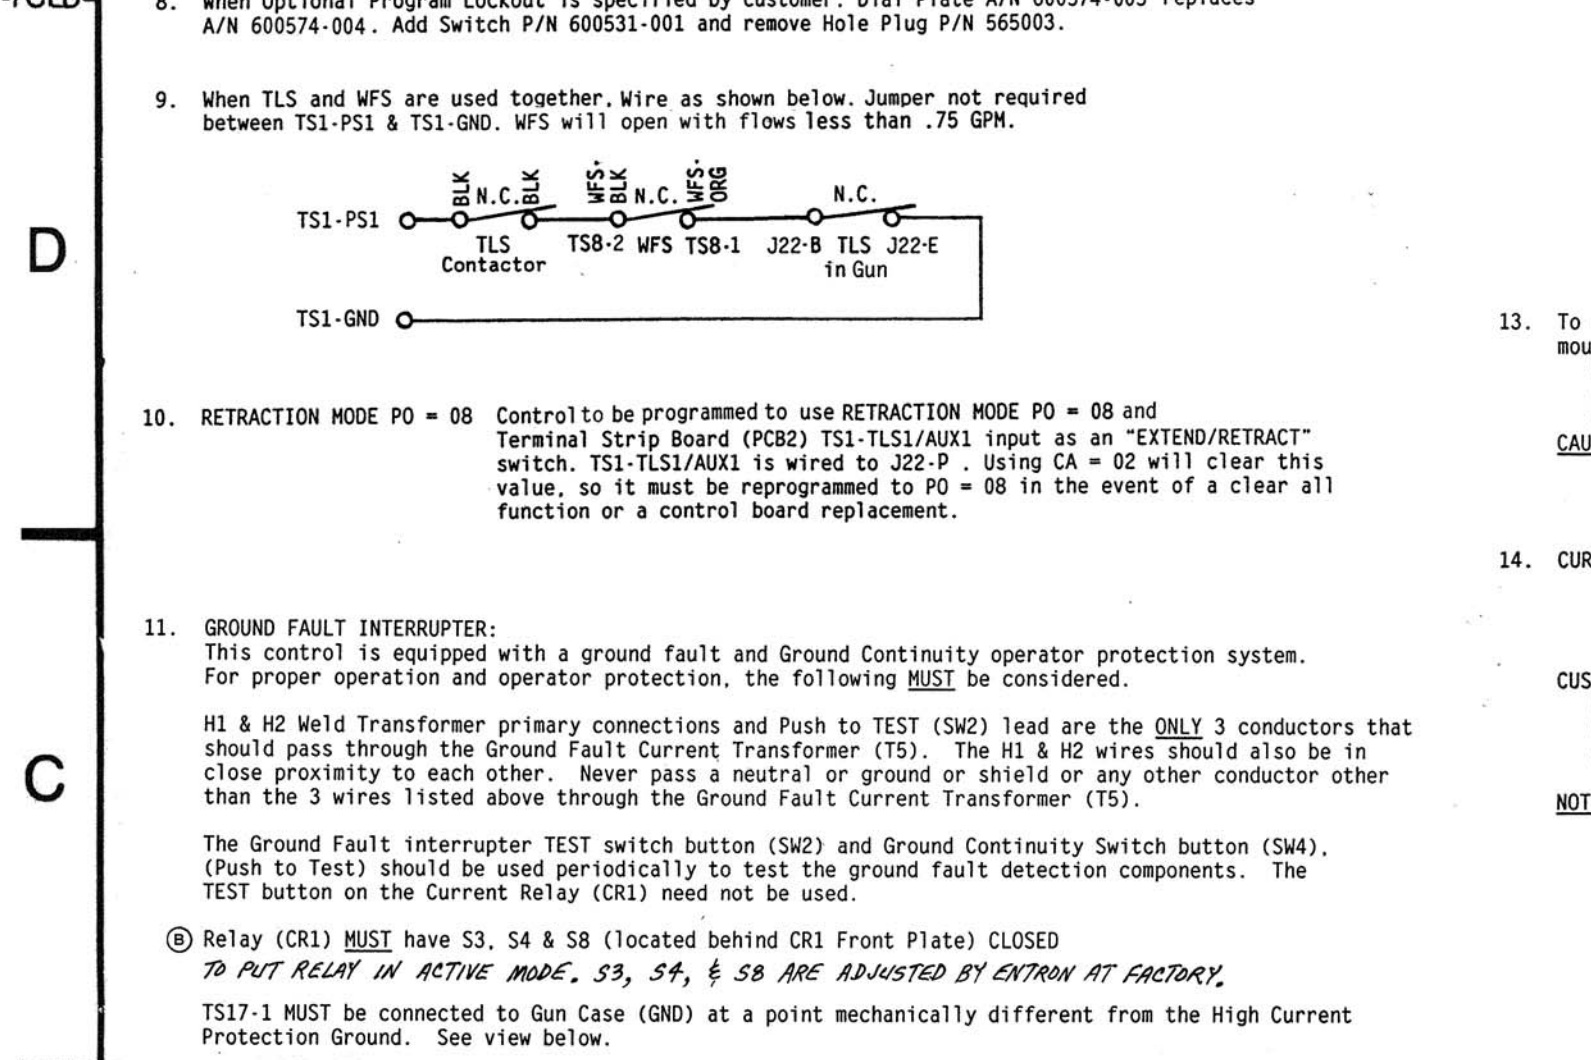 8. When Optional Program Lockout is specified by Customer. Dial Plate A/N 600574-005 replaces
A/N 600574-004. Add Switch P/N 600531-001 and remove Hole Plug P/N 565003.
9. When TLS and WFS are used together, Wire as shown below. Jumper not required
between TS1-PS1 & TS1-GND. WFS will open with flows less than .75 GPM.
BLK N.C. BLK WFS-BLK N.C. WFS-ORG N.C.
TS1-PS1
TLS TS8-2 WFS TS8-1 J22-B TLS J22-E
Contactor in Gun
TS1-GND
D
10. RETRACTION MODE PO = 08 Control to be programmed to use RETRACTION MODE PO = 08 and
Terminal Strip Board (PCB2) TS1-TLS1/AUX1 input as an "EXTEND/RETRACT"
switch. TS1-TLS1/AUX1 is wired to J22-P . Using CA = 02 will clear this
value, so it must be reprogrammed to PO = 08 in the event of a clear all
function or a control board replacement.
11. GROUND FAULT INTERRUPTER:
This control is equipped with a ground fault and Ground Continuity operator protection system.
For proper operation and operator protection, the following MUST be considered.
H1 & H2 Weld Transformer primary connections and Push to TEST (SW2) lead are the ONLY 3 conductors that
should pass through the Ground Fault Current Transformer (T5). The H1 & H2 wires should also be in
close proximity to each other. Never pass a neutral or ground or shield or any other conductor other
than the 3 wires listed above through the Ground Fault Current Transformer (T5).
C
The Ground Fault interrupter TEST switch button (SW2) and Ground Continuity Switch button (SW4),
(Push to Test) should be used periodically to test the ground fault detection components. The
TEST button on the Current Relay (CR1) need not be used.
B Relay (CR1) MUST have S3, S4 & S8 (located behind CR1 Front Plate) CLOSED
TO PUT RELAY IN ACTIVE MODE. S3, S4, & S8 ARE ADJUSTED BY ENTRON AT FACTORY.
TS17-1 MUST be connected to Gun Case (GND) at a point mechanically different from the High Current
Protection Ground. See view below.
13. To
mou
CAU
14. CUR
CUS
NOT